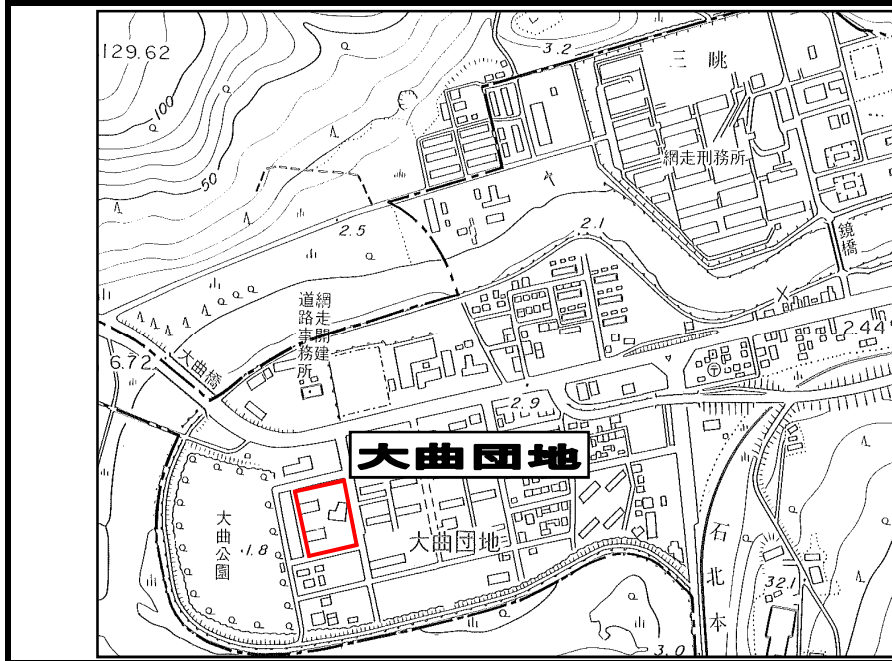 129.62
3.2
三眺
100
50
網走刑務所
2.5
2.1
鏡橋
網走開建
道路事務所
2.44
6.72
大曲橋
2.9
大曲団地
大曲公園
1.8
大曲団地
石北本
32.1
3.0